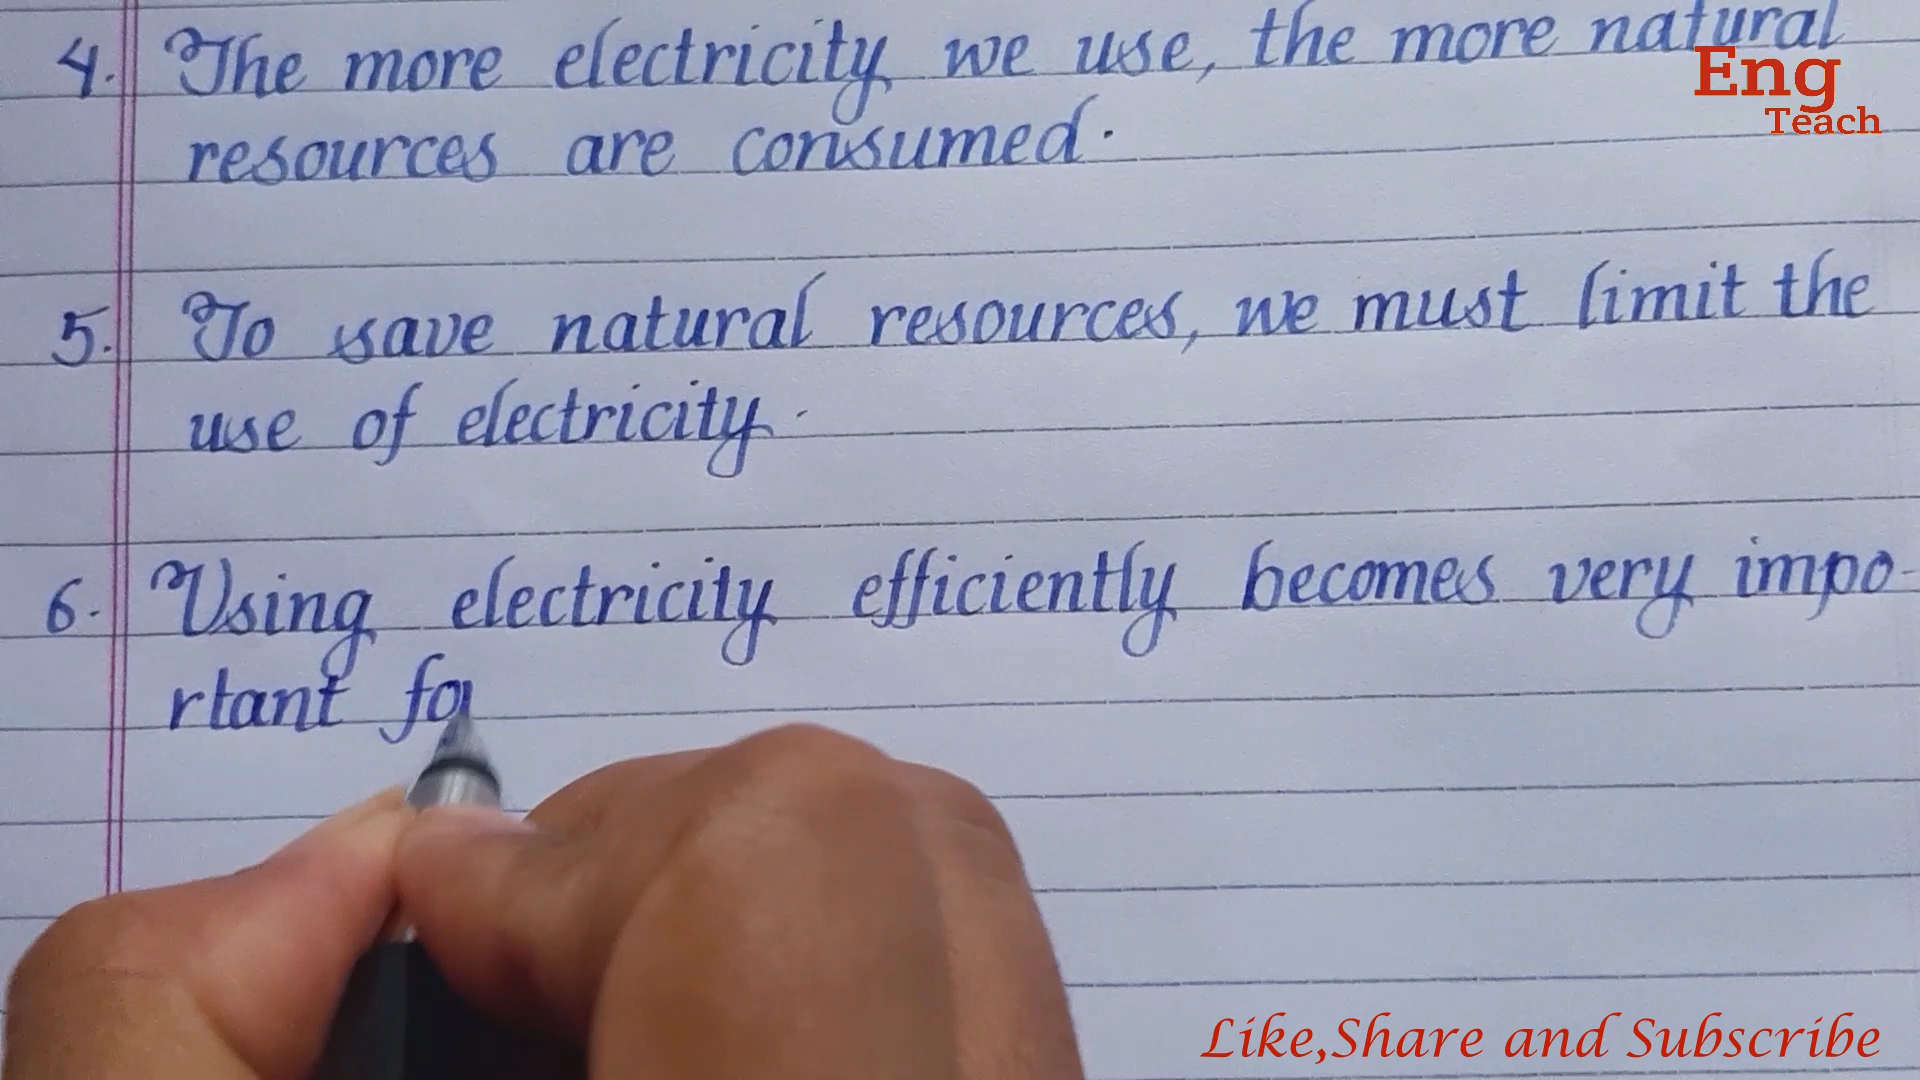 4. The more electricity we use, the more natural
Eng
Teach
resources are consumed.
5. To save natural resources, we must limit the
use of electricity.
6. Using electricity efficiently becomes very impo-
rtant fo
Like,Share and Subscribe